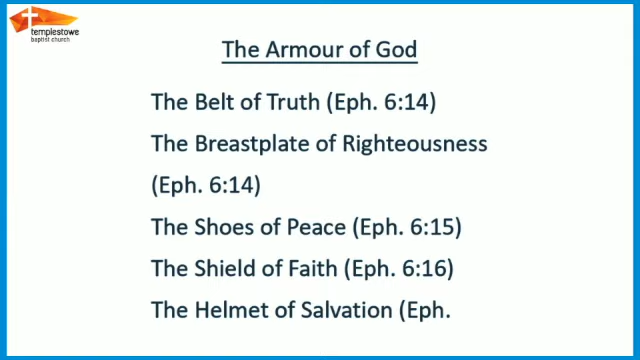 templestowe
baptist church
The Armour of God
The Belt of Truth (Eph. 6:14)
The Breastplate of Righteousness
(Eph. 6:14)
The Shoes of Peace (Eph. 6:15)
The Shield of Faith (Eph. 6:16)
The Helmet of Salvation (Eph.